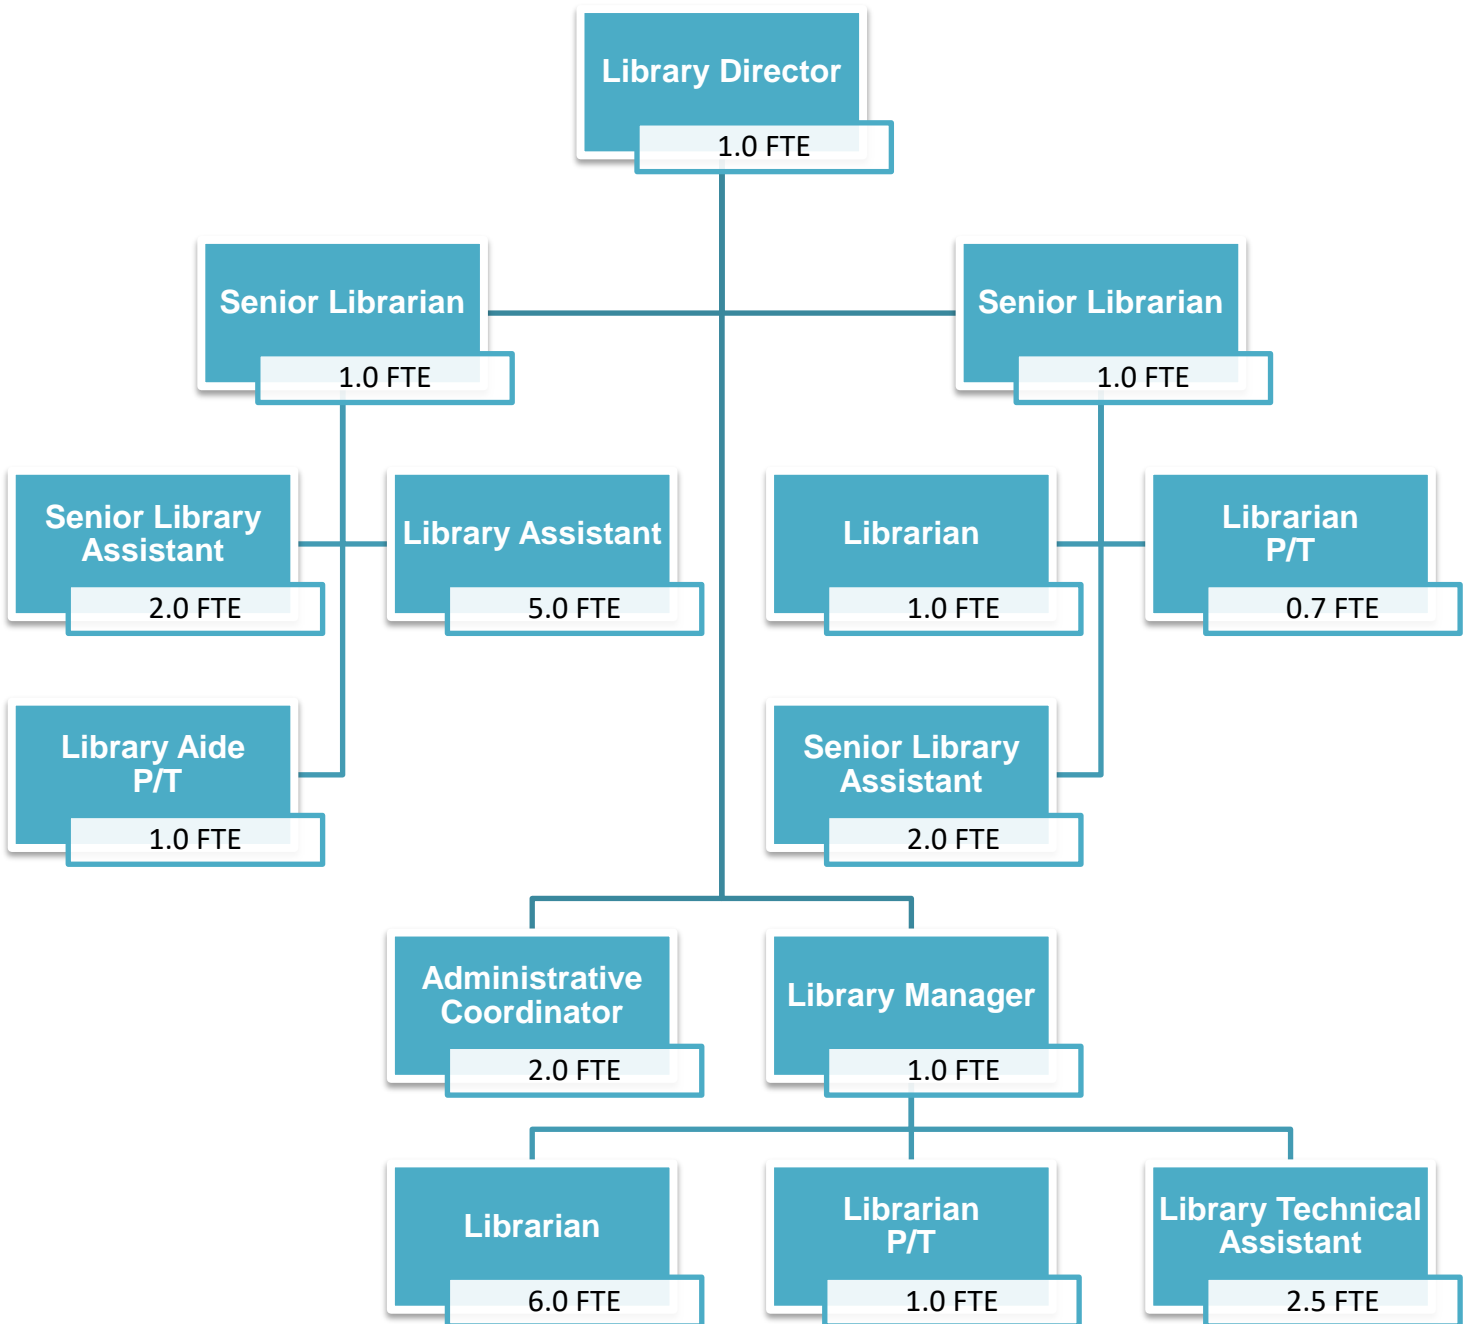 Library Director
1.0 FTE
Senior Librarian
1.0 FTE
Senior Librarian
1.0 FTE
Senior Library
Assistant
2.0 FTE
Library Assistant
5.0 FTE
Librarian
1.0 FTE
Librarian
P/T
0.7 FTE
Library Aide
P/T
1.0 FTE
Senior Library
Assistant
2.0 FTE
Administrative
Coordinator
2.0 FTE
Library Manager
1.0 FTE
Librarian
6.0 FTE
Librarian
P/T
1.0 FTE
Library Technical
Assistant
2.5 FTE